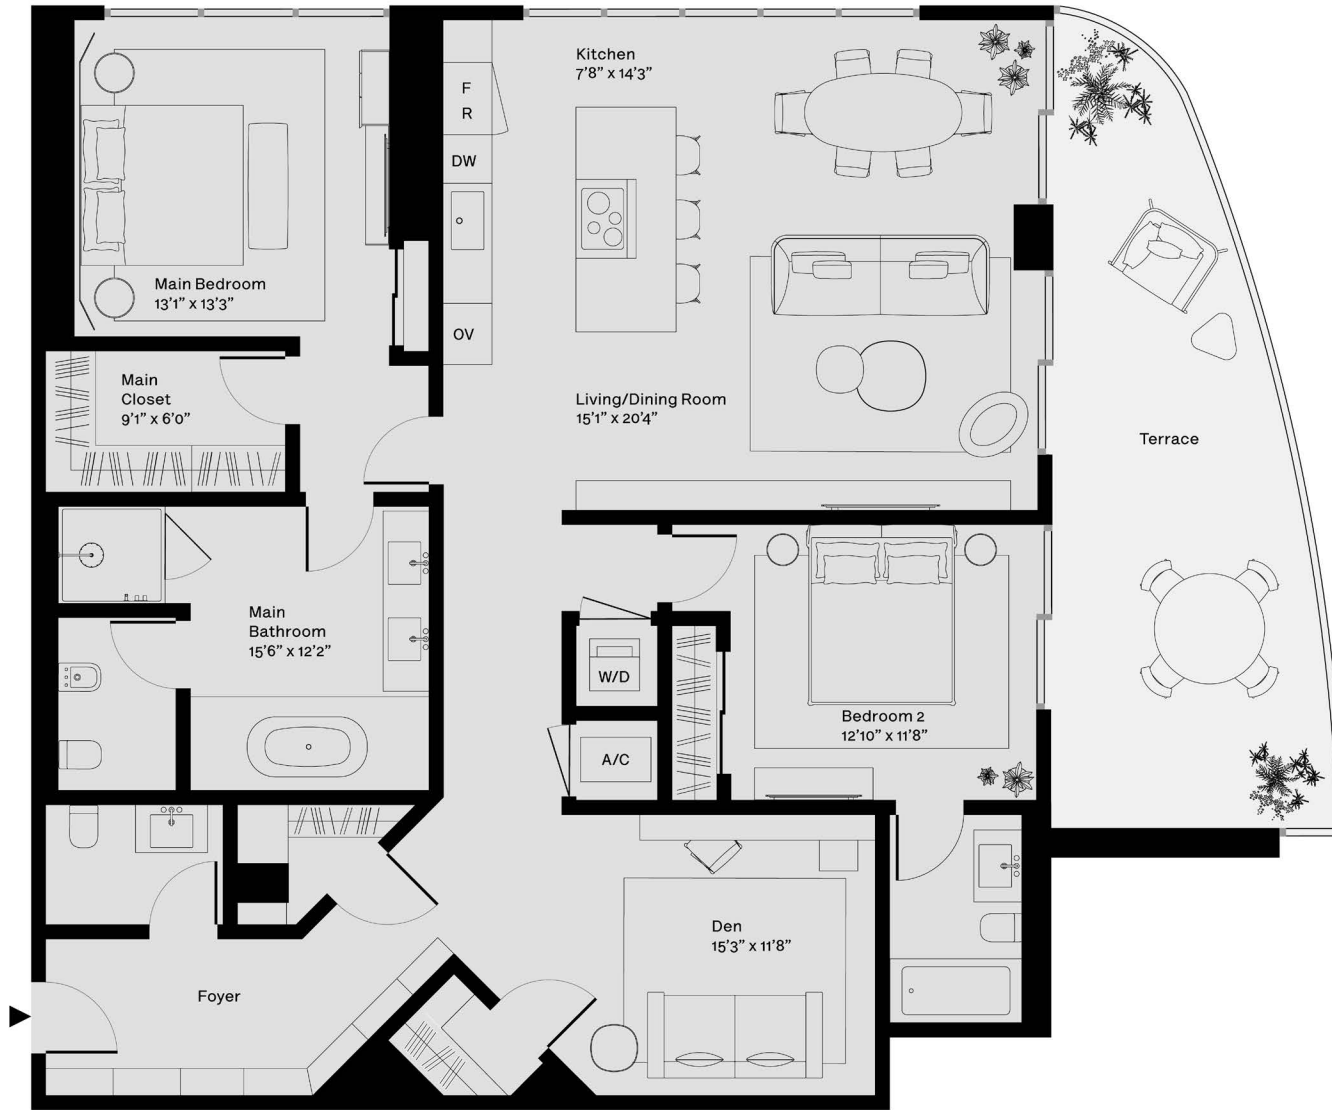 Kitchen
7’8” x 14’3”
F
R
DW
Main Bedroom
13’1” x 13’3”
OV
Main
Closet
9’1” x 6’0”
Living/Dining Room
15’1” x 20’4”
Terrace
Main
Bathroom
15’6” x 12’2”
W/D
Bedroom 2
12’10” x 11’8”
A/C
Den
15’3” x 11’8”
Foyer